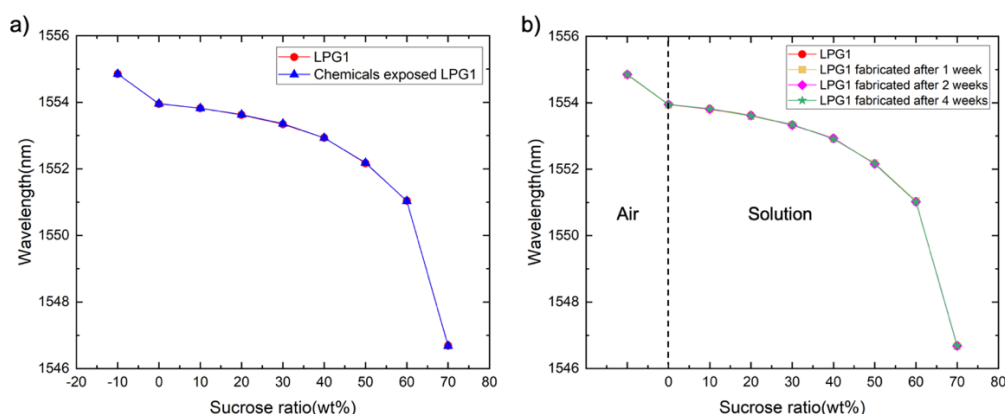 a)
1556
1554
1552
1550
1548
1546
Wavelength(nm)
LPG1
Chemicals exposed LPG1
-20 -10 0 10 20 30 40 50 60 70 80
Sucrose ratio(wt%)
b)
1556
1554
1552
1550
1548
1546
Wavelength(nm)
LPG1
LPG1 fabricated after 1 week
LPG1 fabricated after 2 weeks
LPG1 fabricated after 4 weeks
Air
Solution
0 10 20 30 40 50 60 70 80
Sucrose ratio(wt%)